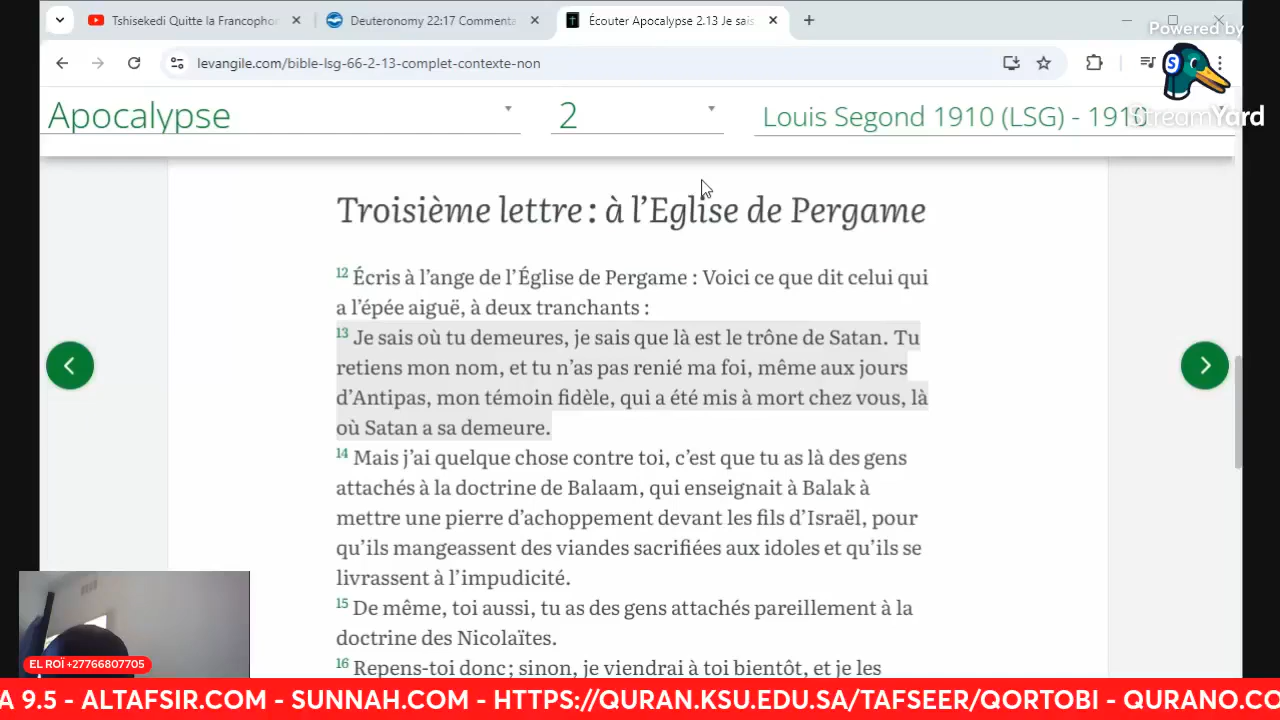 Tshisekedi Quitte la Francophon
Deuteronomy 22:17 Commenta
Écouter Apocalypse 2.13 Je sais
Powered by
levangile.com/bible-lsg-66-2-13-complet-contexte-non
S
StreamYard
Apocalypse
2
Louis Segond 1910 (LSG) - 1910
Troisième lettre : à l’Eglise de Pergame
12 Écris à l’ange de l’Église de Pergame : Voici ce que dit celui qui
a l’épée aiguë, à deux tranchants :
13 Je sais où tu demeures, je sais que là est le trône de Satan. Tu
retiens mon nom, et tu n’as pas renié ma foi, même aux jours
d’Antipas, mon témoin fidèle, qui a été mis à mort chez vous, là
où Satan a sa demeure.
14 Mais j’ai quelque chose contre toi, c’est que tu as là des gens
attachés à la doctrine de Balaam, qui enseignait à Balak à
mettre une pierre d’achoppement devant les fils d’Israël, pour
qu’ils mangeassent des viandes sacrifiées aux idoles et qu’ils se
livrassent à l’impudicité.
15 De même, toi aussi, tu as des gens attachés pareillement à la
doctrine des Nicolaïtes.
16 Repens-toi donc ; sinon, je viendrai à toi bientôt, et je les
EL ROÏ +27766807705
A 9.5 - ALTAFSIR.COM - SUNNAH.COM - HTTPS://QURAN.KSU.EDU.SA/TAFSEER/QORTOBI - QURANO.CO